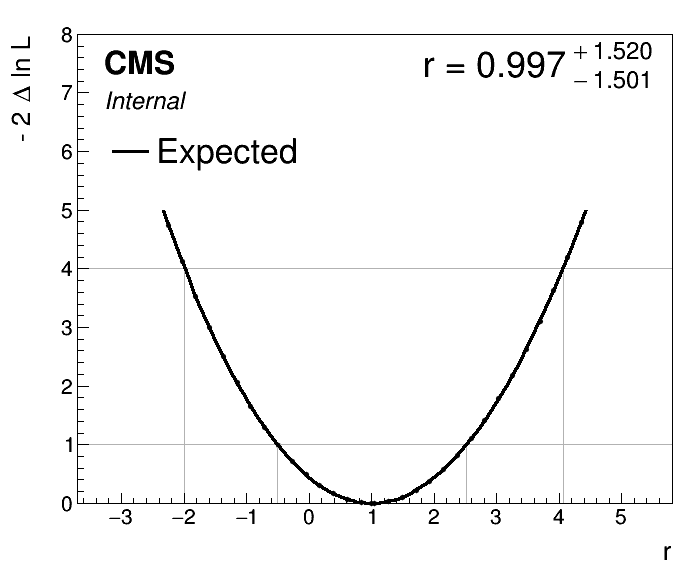 - 2 Δ ln L
CMS
Internal
r = 0.997 + 1.520 − 1.501
Expected
8
7
6
5
4
3
2
1
0
−3 −2 −1 0 1 2 3 4 5
r